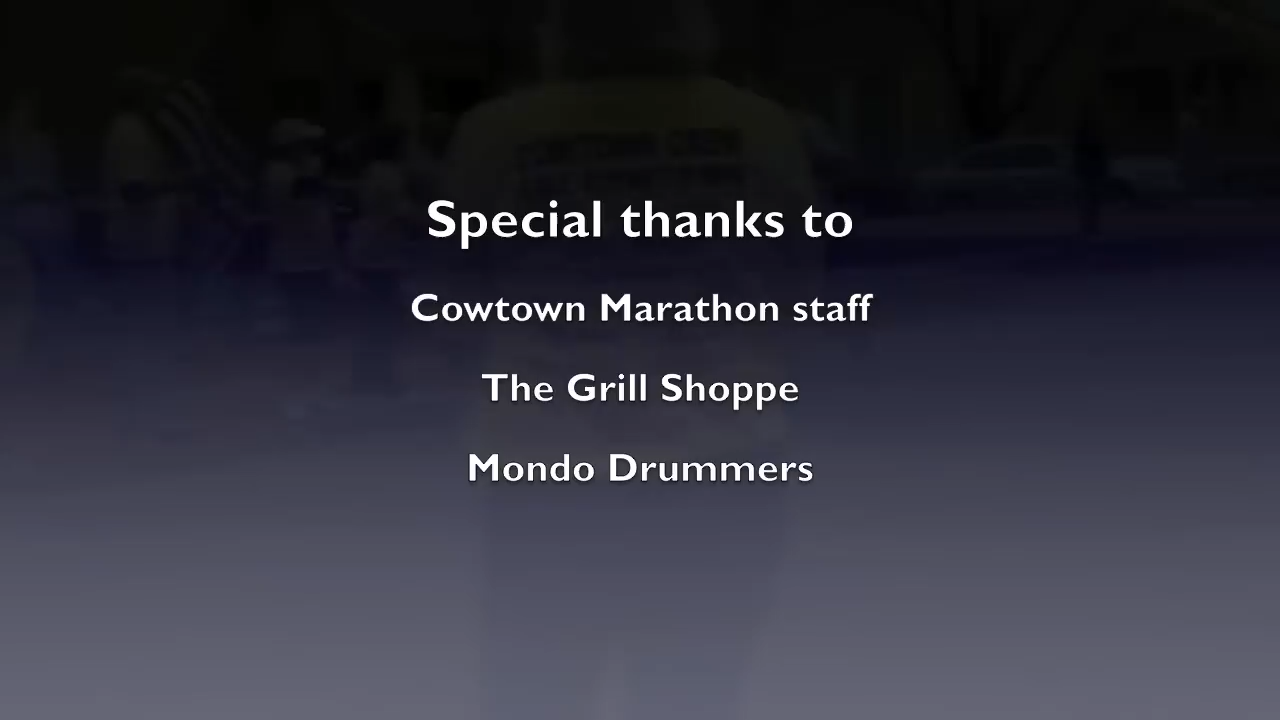 Special thanks to
Cowtown Marathon staff
The Grill Shoppe
Mondo Drummers